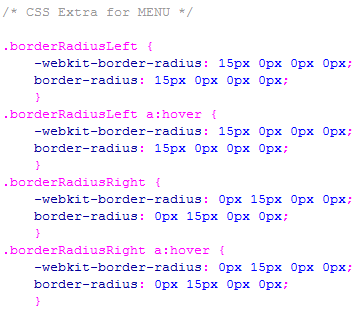 /* CSS Extra for MENU */
.borderRadiusLeft {
-webkit-border-radius: 15px 0px 0px 0px;
border-radius: 15px 0px 0px 0px;
}
.borderRadiusLeft a:hover {
-webkit-border-radius: 15px 0px 0px 0px;
border-radius: 15px 0px 0px 0px;
}
.borderRadiusRight {
-webkit-border-radius: 0px 15px 0px 0px;
border-radius: 0px 15px 0px 0px;
}
.borderRadiusRight a:hover {
-webkit-border-radius: 0px 15px 0px 0px;
border-radius: 0px 15px 0px 0px;
}